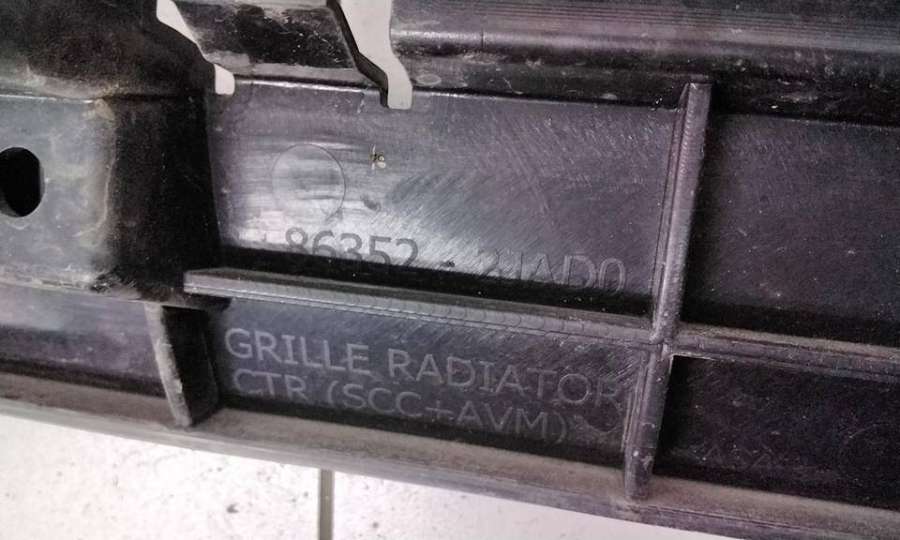 86352 - 2JAD0
GRILLE RADIATOR
CTR (SCC+AVM)